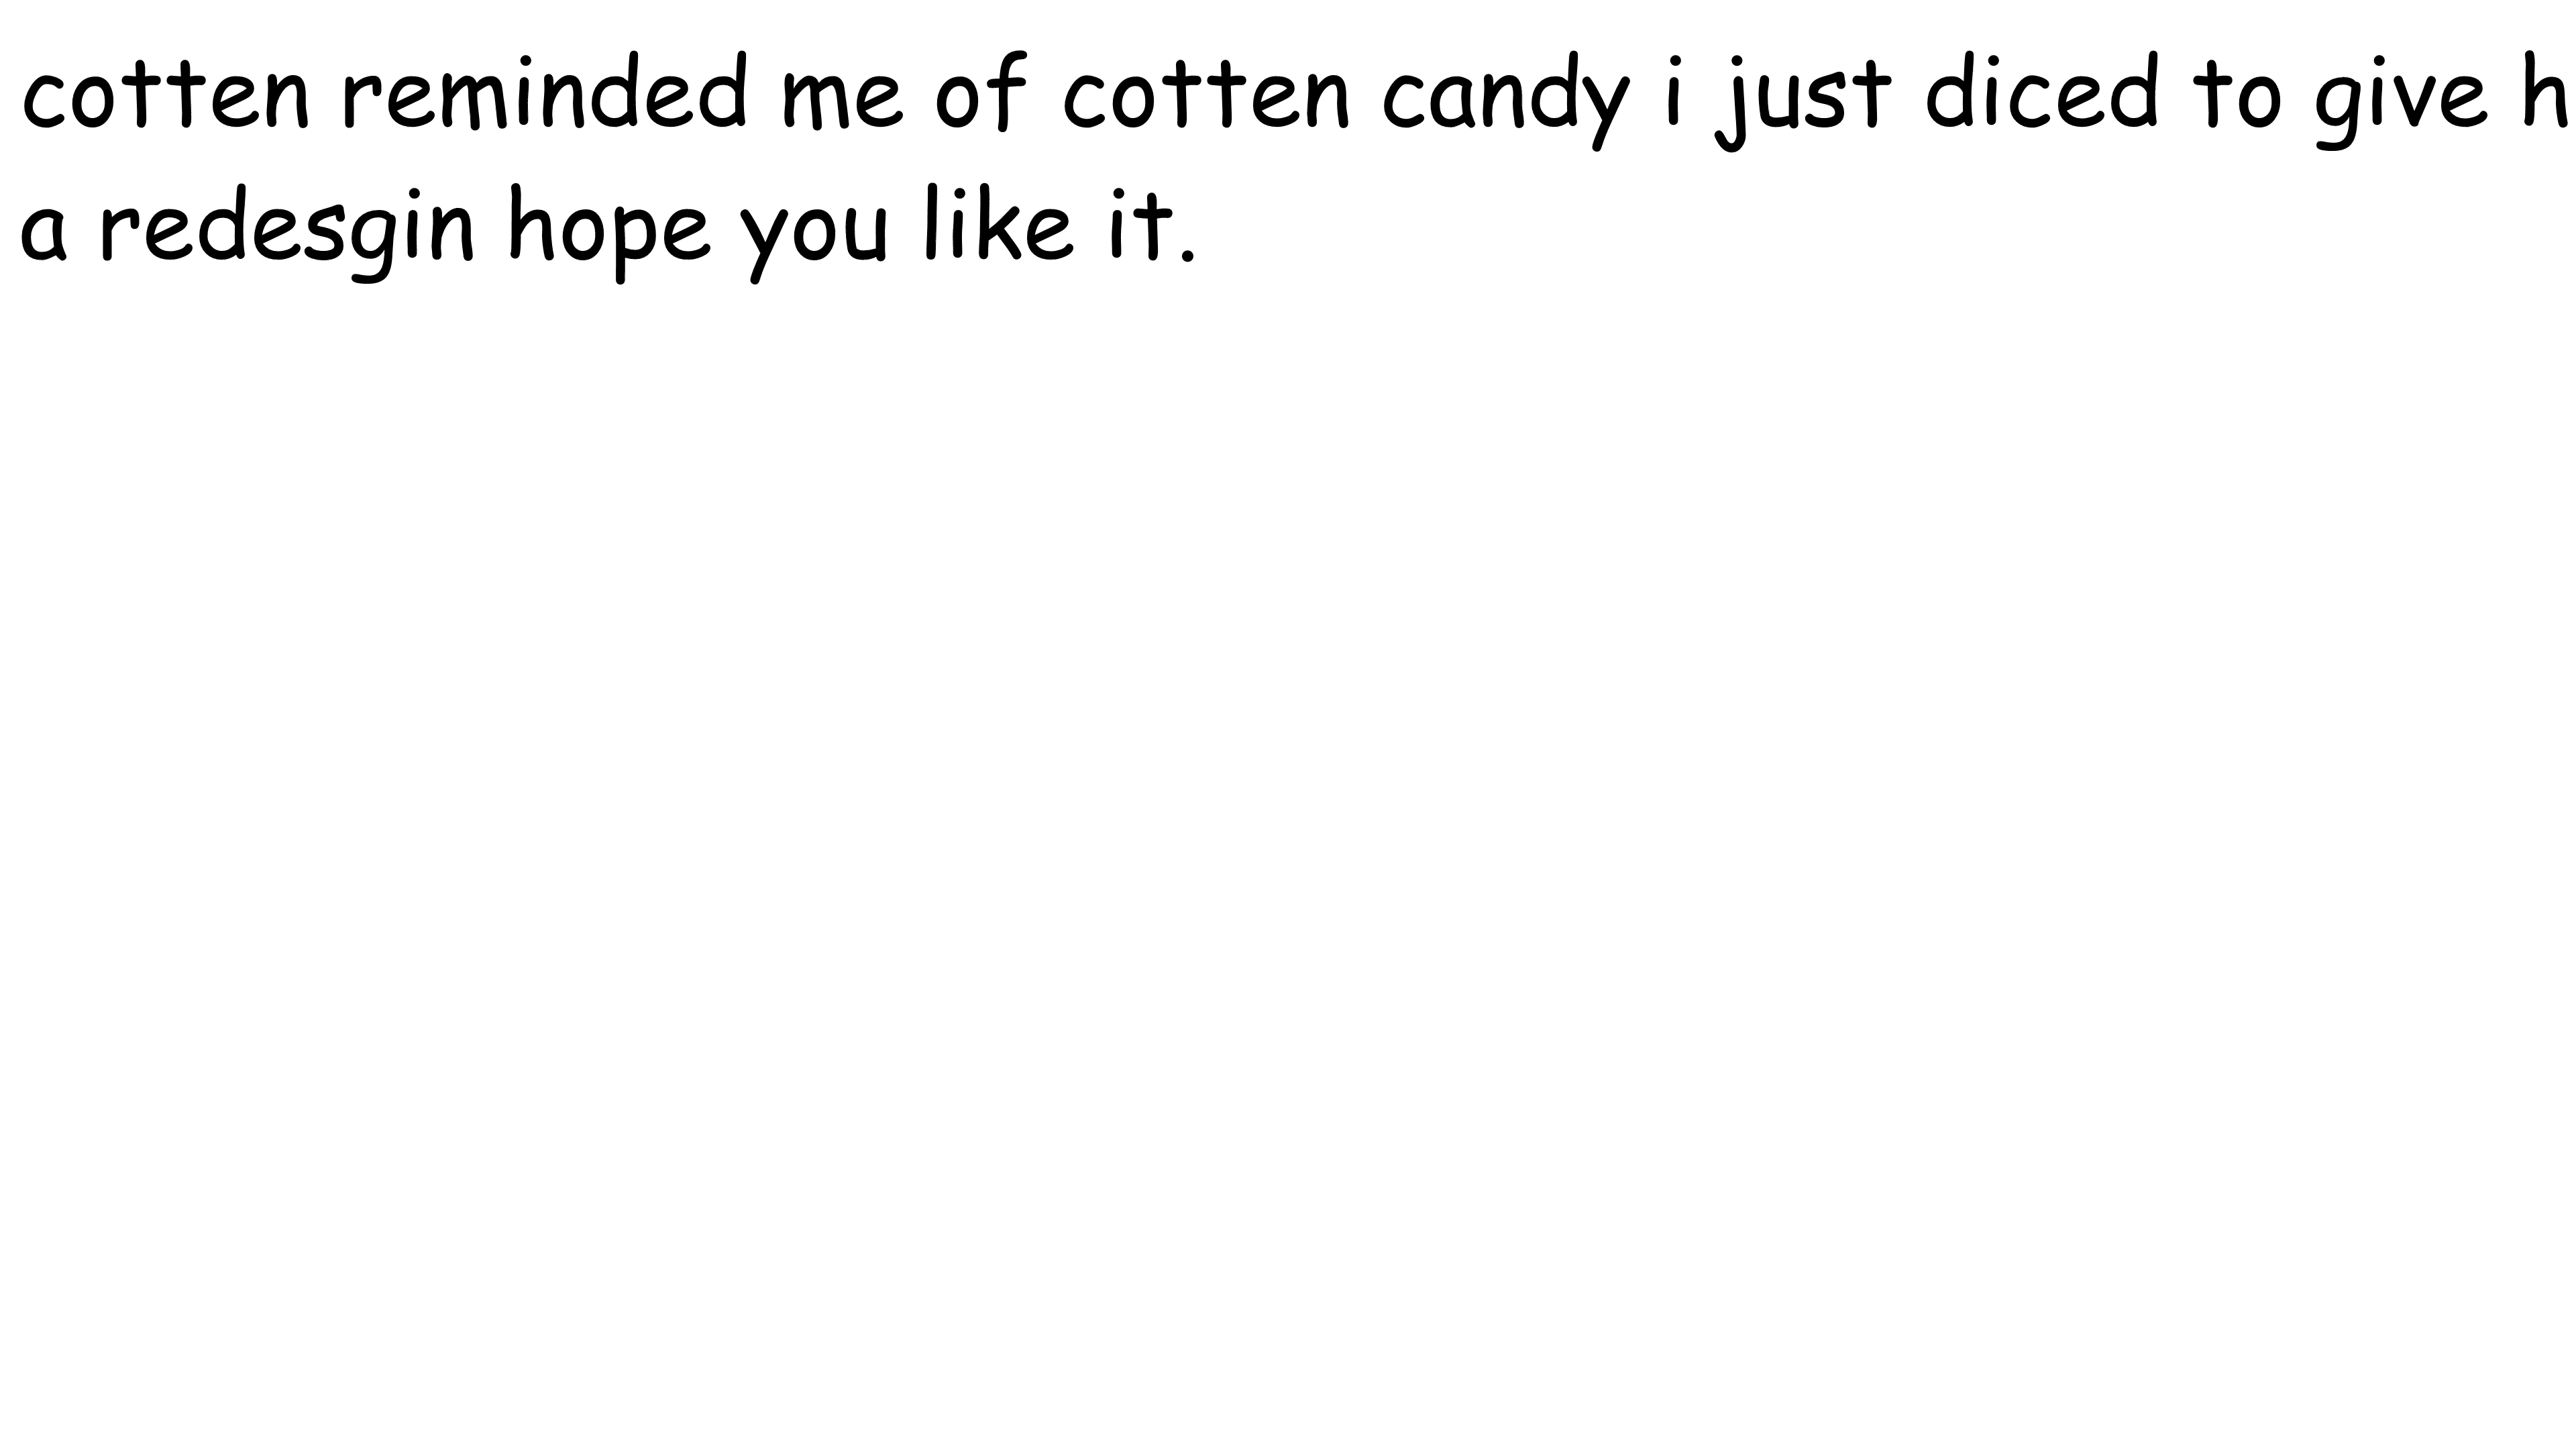 cotten reminded me of cotten candy i just diced to give h
a redesgin hope you like it.